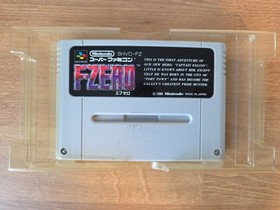 Nintendo SHVC-FZ
スーパーファミコン
F-ZERO
エフゼロ
THIS IS THE FIRST ADVENTURE OF
OUR NEW HERO, "CAPTAIN FALCON".
LITTLE IS KNOWN ABOUT HIM, EXCEPT
THAT HE WAS BORN IN THE CITY OF
"PORT TOWN" AND HAS BECOME THE
GALAXY'S GREATEST PRIZE HUNTER.
© 1990 Nintendo MADE IN JAPAN